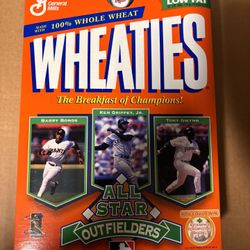 General Mills
LOW FAT
MADE WITH 100% WHOLE WHEAT
WHEATIES
The Breakfast of Champions!
BARRY BONDS
KEN GRIFFEY, JR.
TONY GWYNN
ALL
STAR
OUTFIELDERS